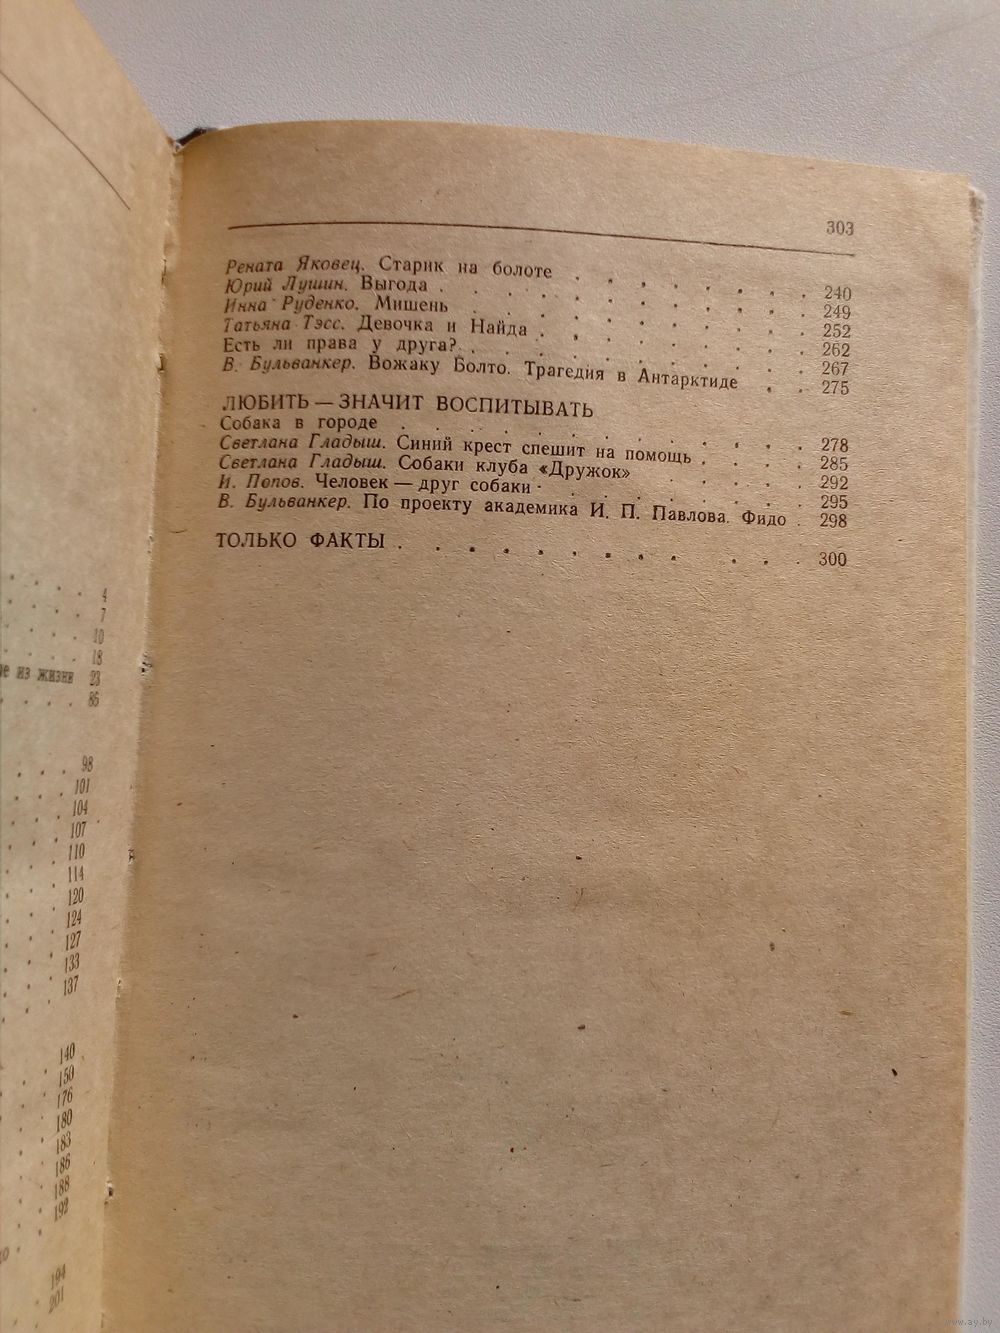 е из жизни 23
4
7
10
18
86
98
101
104
107
110
114
120
124
127
133
137
140
150
176
180
183
186
188
192
194
201
303
Рената Яковец. Старик на болоте . . . . . . . . 240
Юрий Лушин. Выгода . . . . . . . . . . . 249
Инна Руденко. Мишень . . . . . . . . . . 252
Татьяна Тэсс. Девочка и Найда . . . . . . . . 262
Есть ли права у друга? . . . . . . . . . . 267
В. Бульванкер. Вожаку Болто. Трагедия в Антарктиде . . 275
ЛЮБИТЬ — ЗНАЧИТ ВОСПИТЫВАТЬ
Собака в городе . . . . . . . . . . . . 278
Светлана Гладыш. Синий крест спешит на помощь . . . . 285
Светлана Гладыш. Собаки клуба «Дружок» . . . . . 292
И. Попов. Человек — друг собаки . . . . . . . . 295
В. Бульванкер. По проекту академика И. П. Павлова. Фидо . 298
ТОЛЬКО ФАКТЫ . . . . . . . . . . . . 300
www.ay.by